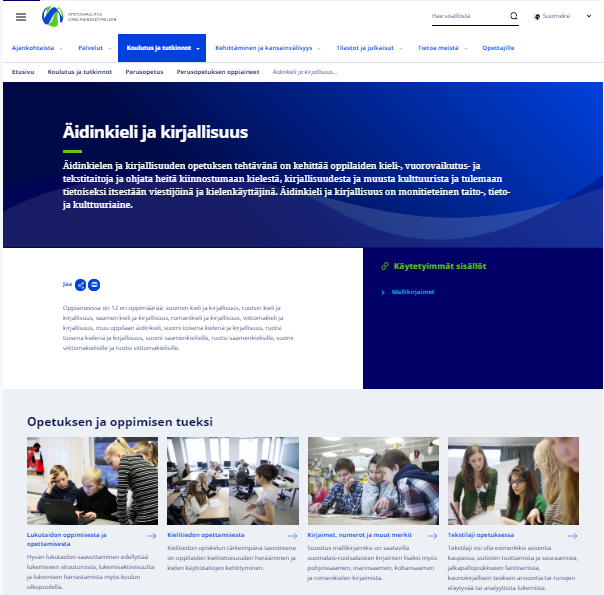 OPETUSHALLITUS
UTBILDNINGSSTYRELSEN
Hae sisällöstä
Suomeksi
Ajankohtaista
Palvelut
Koulutus ja tutkinnot
Kehittäminen ja kansainvälisyys
Tilastot ja julkaisut
Tietoa meistä
Opettajille
Etusivu
Koulutus ja tutkinnot
Perusopetus
Perusopetuksen oppiaineet
Äidinkieli ja kirjallisuus...
Äidinkieli ja kirjallisuus
Äidinkielen ja kirjallisuuden opetuksen tehtävänä on kehittää oppilaiden kieli-, vuorovaikutus- ja
tekstitaitoja ja ohjata heitä kiinnostumaan kielestä, kirjallisuudesta ja muusta kulttuurista ja tulemaan
tietoiseksi itsestään viestijöinä ja kielenkäyttäjinä. Äidinkieli ja kirjallisuus on monitieteinen taito-, tieto-
ja kulttuuriaine.
Jaa
Käytetyimmät sisällöt
Mallikirjaimet
Oppiaineessa on 12 eri oppimäärää: suomen kieli ja kirjallisuus, ruotsin kieli ja
kirjallisuus, saamen kieli ja kirjallisuus, romanikieli ja kirjallisuus, viittomakieli ja
kirjallisuus, muu oppilaan äidinkieli, suomi toisena kielenä ja kirjallisuus, ruotsi
toisena kielenä ja kirjallisuus, suomi saamenkielisille, ruotsi saamenkielisille, suomi
viittomakielisille ja ruotsi viittomakielisille.
Opetuksen ja oppimisen tueksi
Lukutaidon oppimisesta ja
opettamisesta
Hyvän lukutaidon saavuttaminen edellyttää
lukemiseen sitoutumista, lukemisaktiivisuutta
ja lukemisen harrastamista myös koulun
ulkopuolella.
Kielitiedon opettamisesta
Kielitiedon opiskelun tärkeimpänä tavoitteena
on oppilaiden kielitietoisuuden herääminen ja
kielen käyttötaitojen kehittyminen.
Kirjaimet, numerot ja muut merkit
Suositus mallikirjamiksi on saatavilla
suomalais-ruotsalaisten kirjainten lisäksi myös
pohjoissaamen, inarinsaamen, koltansaamen
ja romanikielen kirjaimista.
Tekstilaji opetuksessa
Tekstilaji voi olla esimerkiksi asiointia
kaupassa, uutisten tuottamista ja seuraamista,
jalkapallojoukkueen fanittamista,
kaunokirjallisen teoksen arviointia tai runojen
eläytyvää tai analyyttista lukemista.